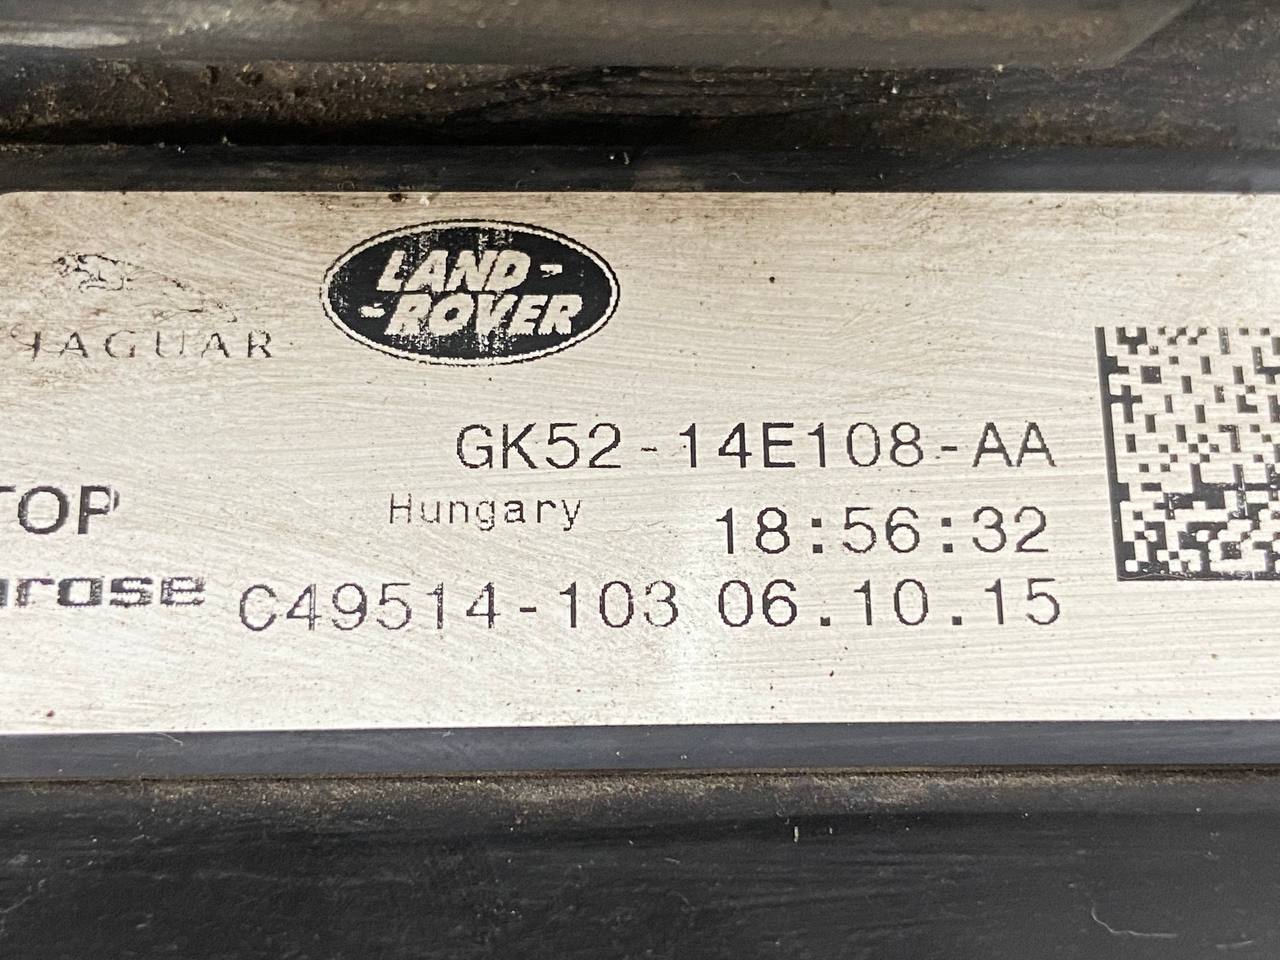 JAGUAR
LAND-
-ROVER
GK52-14E108-AA
TOP
Hungary
18:56:32
C49514-103 06.10.15